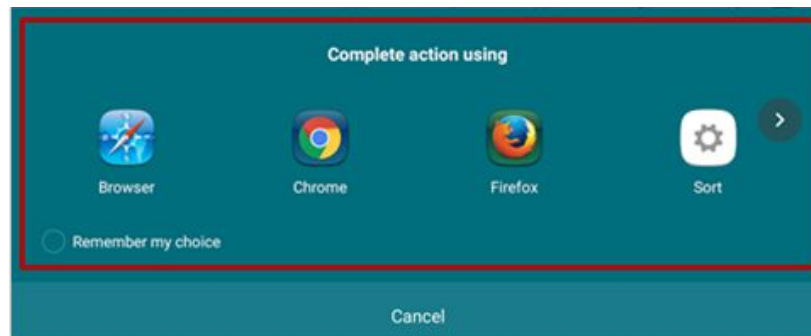 Complete action using
Browser Chrome Firefox Sort
Remember my choice
Cancel